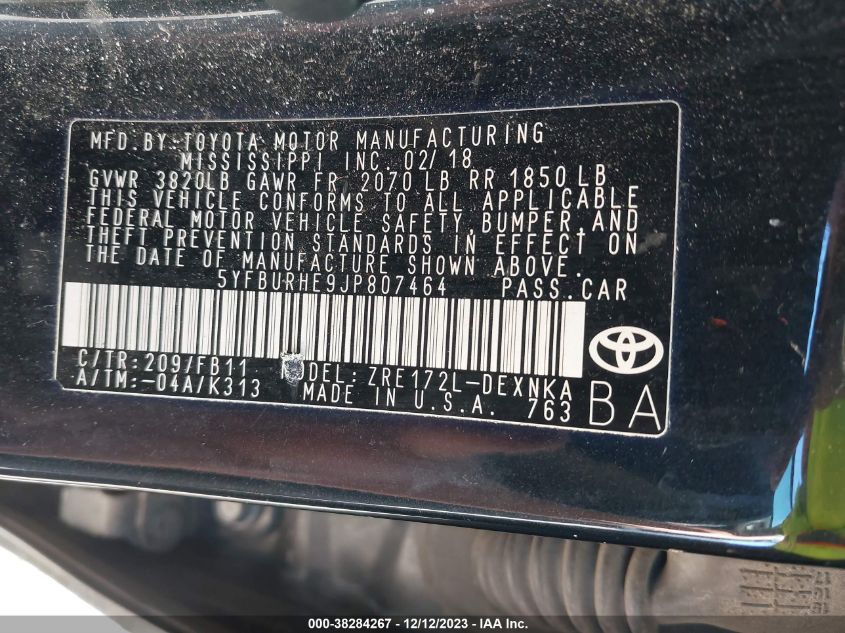 MFD.BY:TOYOTA MOTOR MANUFACTURING
MISSISSIPPI INC. 02/18
GVWR 3820LB GAWR FR 2070 LB RR 1850 LB
THIS VEHICLE CONFORMS TO ALL APPLICABLE
FEDERAL MOTOR VEHICLE SAFETY, BUMPER, AND
THEFT PREVENTION STANDARDS IN EFFECT ON
THE DATE OF MANUFACTURE SHOWN ABOVE.
5YFBURHE9JP807464 PASS.CAR
C/TR:209/FB11 MODEL: ZRE172L-DEXNKA
A/TM:-04A/K313 MADE IN U.S.A. 763
BA
000-38284267 - 12/12/2023 - IAA Inc.